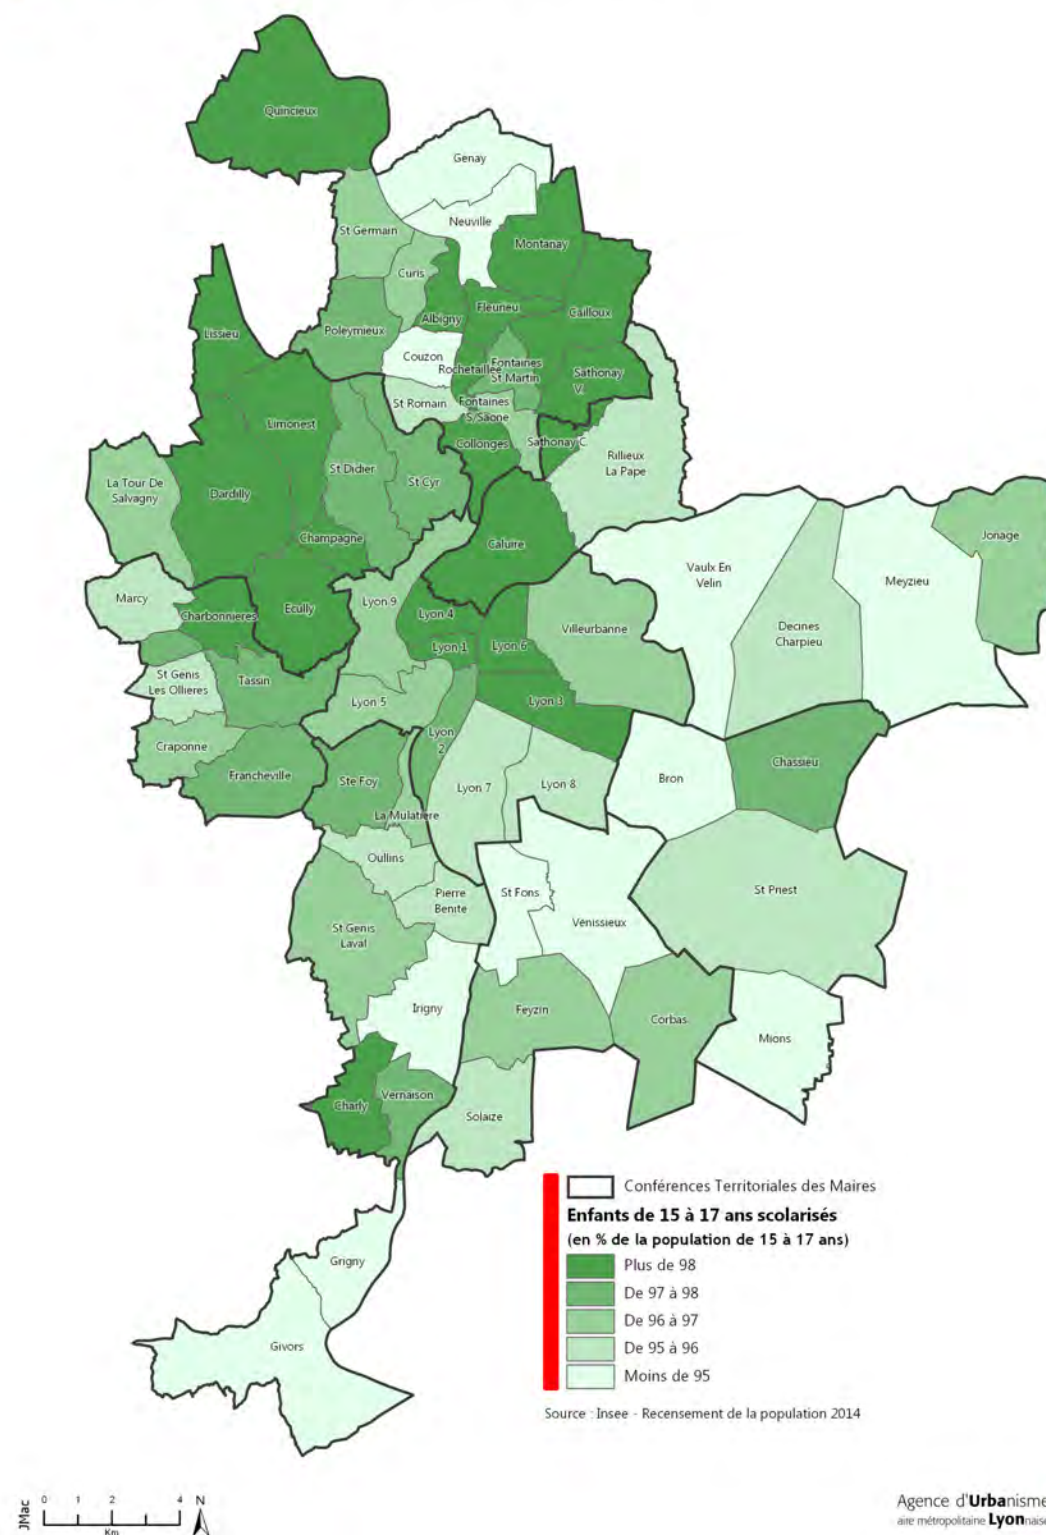 Quincieux
Genay
Neuville
St Germain
Montanay
Curis
Fleurieu
Cailloux
Albigny
Poleymieux
Lissieu
Couzon
Rochetaillée
Fontaines
St Martin
Sathonay
V.
St Romain
Fontaines
S/Saone
Limonest
Collonges
Sathonay C.
Rillieux
La Pape
St Didier
St Cyr
La Tour De
Salvagny
Dardilly
Champagne
Caluire
Jonage
Vaulx En
Velin
Meyzieu
Marcy
Charbonnieres
Ecully
Lyon 9
Lyon 4
Villeurbanne
Decines
Charpieu
Lyon 1
Lyon 6
St Genis
Les Ollieres
Tassin
Lyon 5
Lyon 3
Craponne
Lyon
2
Francheville
Ste Foy
Lyon 7
Lyon 8
Bron
Chassieu
La Mulatiere
Oullins
Pierre
Benite
St Fons
St Priest
St Genis
Laval
Venissieux
Irigny
Feyzin
Corbas
Mions
Charly
Vernaison
Solaize
Grigny
Givors
Conférences Territoriales des Maires
Enfants de 15 à 17 ans scolarisés
(en % de la population de 15 à 17 ans)
Plus de 98
De 97 à 98
De 96 à 97
De 95 à 96
Moins de 95
Source : Insee - Recensement de la population 2014
JMac
0 1 2 4
Km
N
Agence d'Urbanisme
aire métropolitaine Lyonnaise